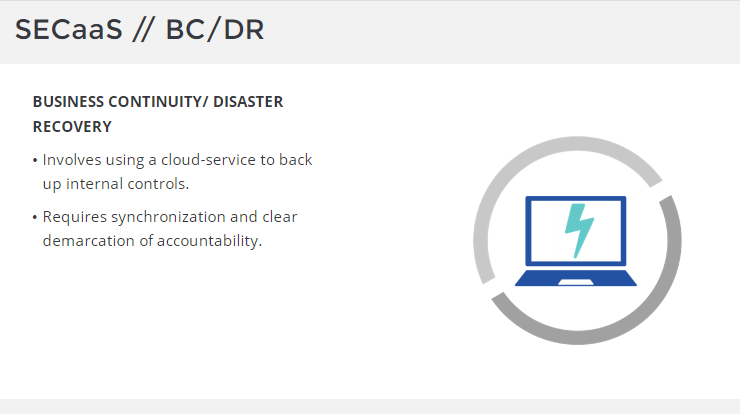 SECaaS // BC/DR
BUSINESS CONTINUITY/ DISASTER
RECOVERY
• Involves using a cloud-service to back
up internal controls.
• Requires synchronization and clear
demarcation of accountability.